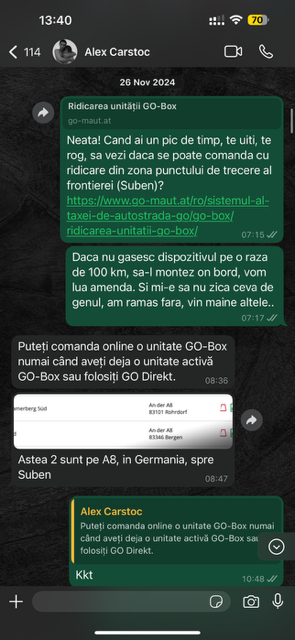 13:40
70
114
Alex Carstoc
26 Nov 2024
Ridicarea unității GO-Box
go-maut.at
Neata! Cand ai un pic de timp, te uiti, te
rog, sa vezi daca se poate comanda cu
ridicare din zona punctului de trecere al
frontierei (Suben)?
https://www.go-maut.at/ro/sistemul-al-
taxei-de-autostrada-go/go-box/
ridicarea-unitatii-go-box/
07:15
Daca nu gasesc dispozitivul pe o raza
de 100 km, sa-l montez on bord, vom
lua amenda. Si mi-e sa nu zica ceva de
genul, am ramas fara, vin maine altele..
07:17
Puteți comanda online o unitate GO-Box
numai când aveți deja o unitate activă
GO-Box sau folosiți GO Direkt.
08:36
merberg Süd
An der A8
83101 Rohrdorf
An der A8
83346 Bergen
Astea 2 sunt pe A8, in Germania, spre
Suben
08:47
Alex Carstoc
Puteți comanda online o unitate GO-Box
numai când aveți deja o unitate activă GO-Box sau
folosiți GO Direkt.
Kkt
10:48